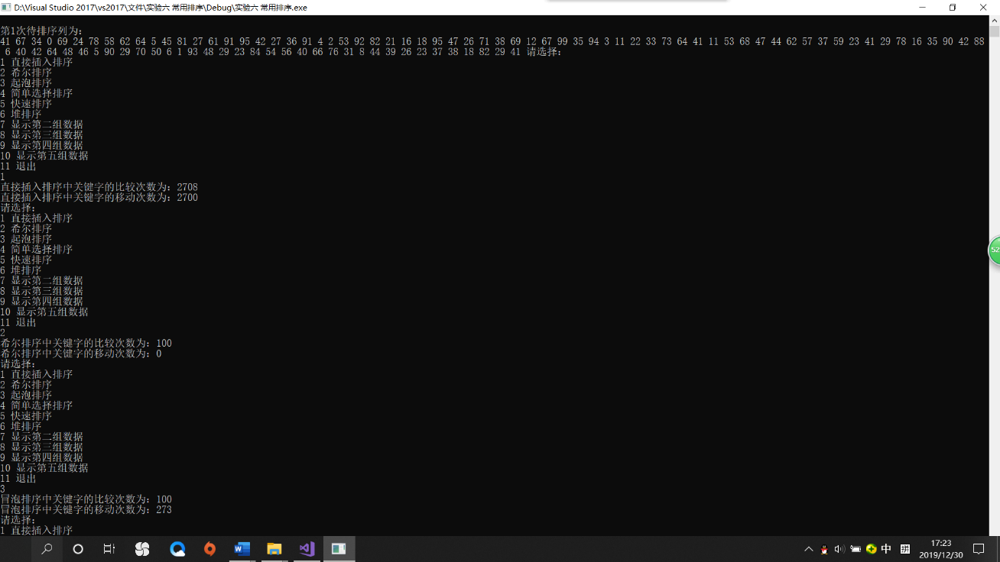 D:\Visual Studio 2017\vs2017\文件\实验六 常用排序\Debug\实验六 常用排序.exe
第1次待排序列为:
41 67 34 0 69 24 78 58 62 64 5 45 81 27 61 91 95 42 27 36 91 4 2 53 92 82 21 16 18 95 47 26 71 38 69 12 67 99 35 94 3 11 22 33 73 64 41 11 53 68 47 44 62 57 37 59 23 41 29 78 16 35 90 42 88
6 40 42 64 48 46 5 90 29 70 50 6 1 93 48 29 23 84 54 56 40 66 76 31 8 44 39 26 23 37 38 18 82 29 41 请选择:
1 直接插入排序
2 希尔排序
3 起泡排序
4 简单选择排序
5 快速排序
6 堆排序
7 显示第二组数据
8 显示第三组数据
9 显示第四组数据
10 显示第五组数据
11 退出
1
直接插入排序中关键字的比较次数为: 2708
直接插入排序中关键字的移动次数为: 2700
请选择:
1 直接插入排序
2 希尔排序
3 起泡排序
4 简单选择排序
5 快速排序
6 堆排序
7 显示第二组数据
8 显示第三组数据
9 显示第四组数据
10 显示第五组数据
11 退出
2
希尔排序中关键字的比较次数为: 100
希尔排序中关键字的移动次数为: 0
请选择:
1 直接插入排序
2 希尔排序
3 起泡排序
4 简单选择排序
5 快速排序
6 堆排序
7 显示第二组数据
8 显示第三组数据
9 显示第四组数据
10 显示第五组数据
11 退出
3
冒泡排序中关键字的比较次数为: 100
冒泡排序中关键字的移动次数为: 273
请选择:
1 直接插入排序
52
中
拼
17:23
2019/12/30